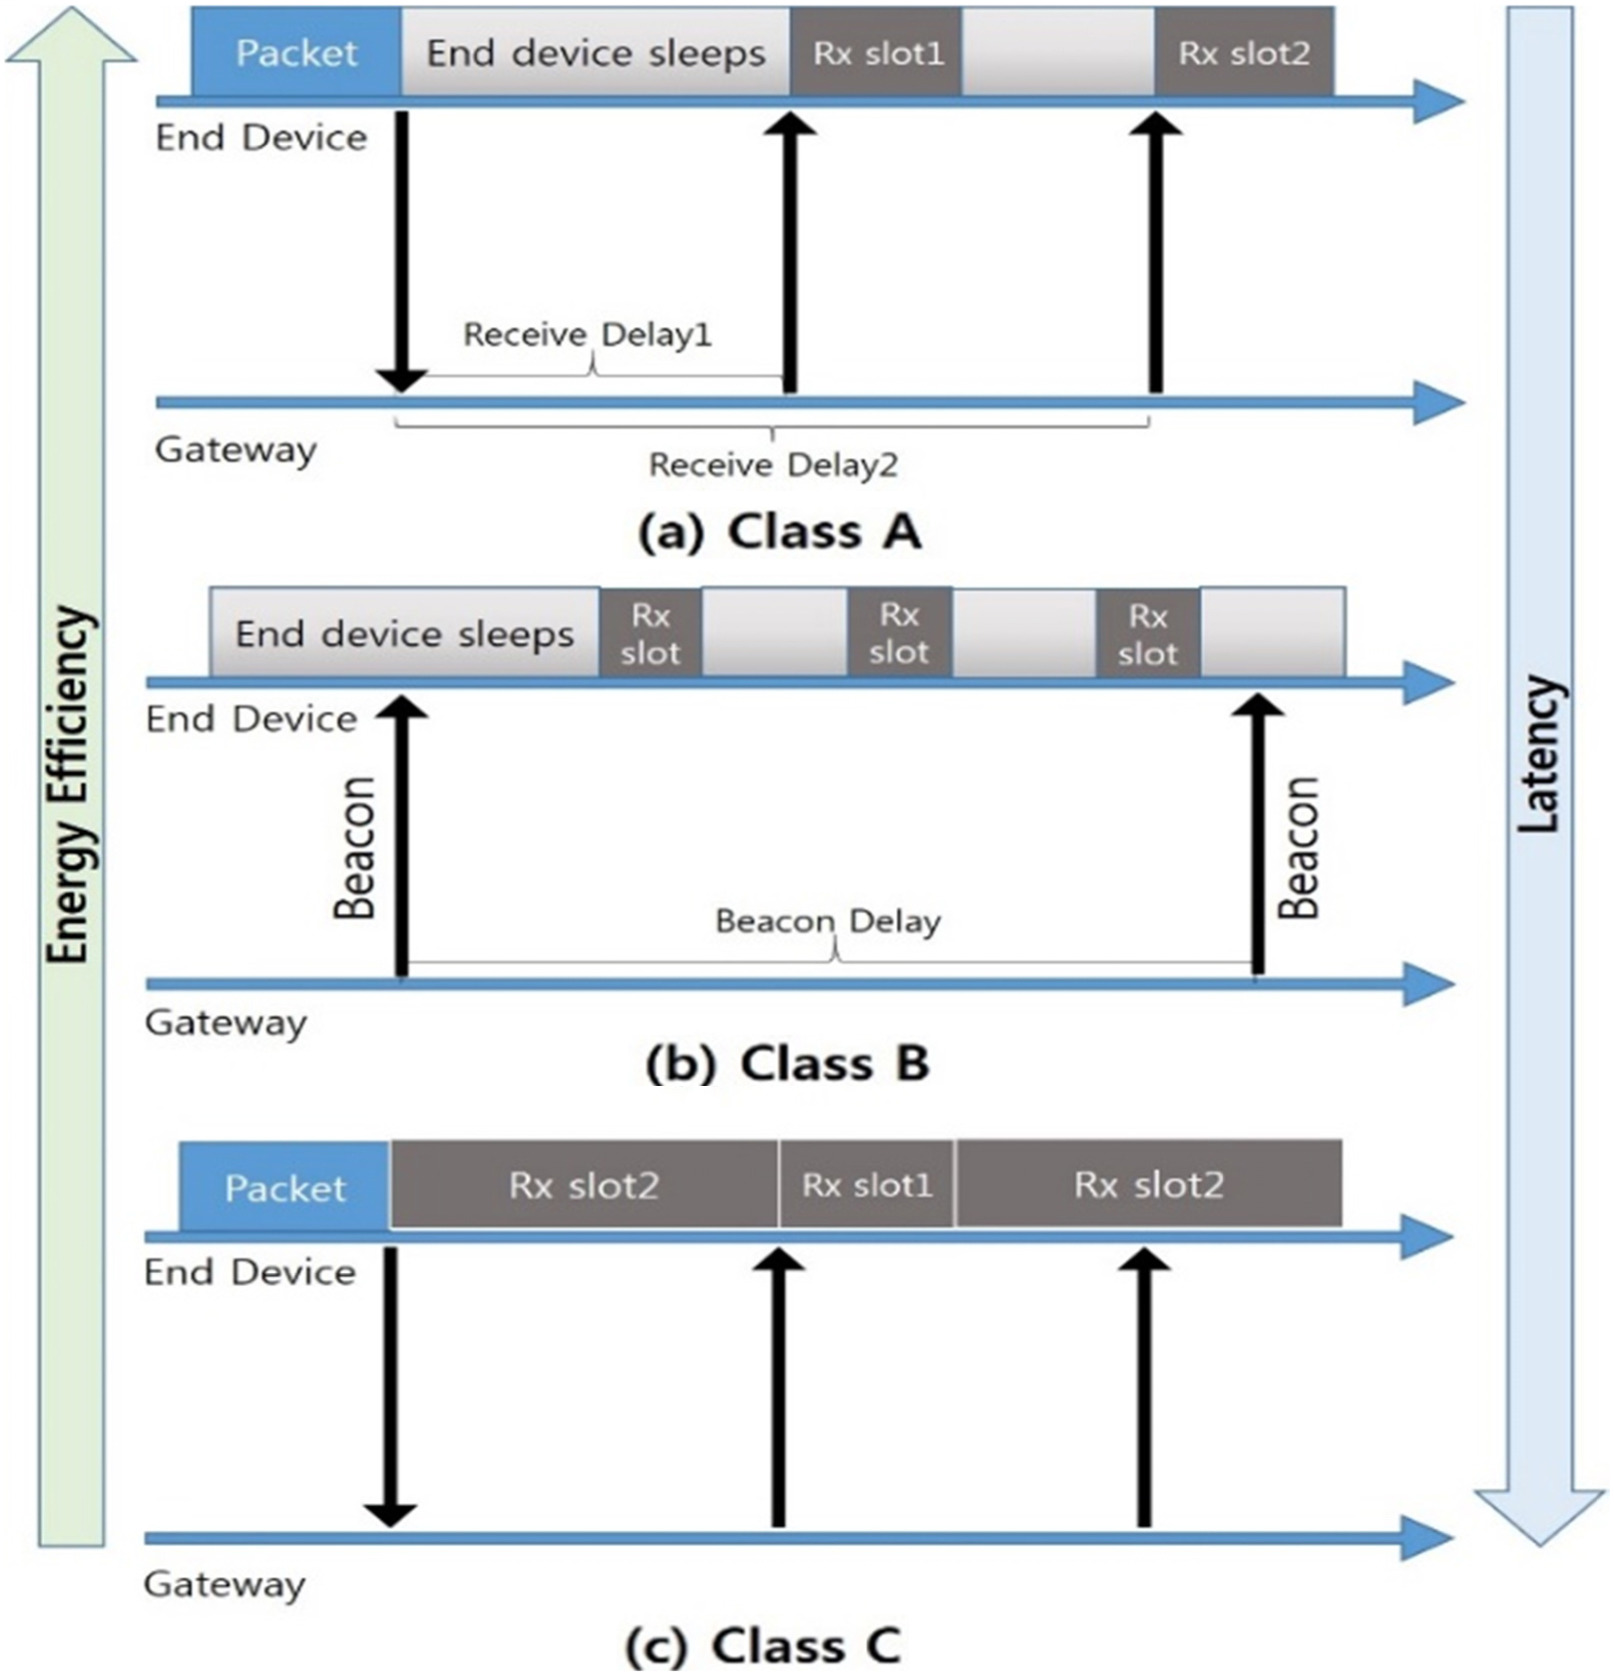 Packet End device sleeps Rx slot1 Rx slot2
End Device
Receive Delay1
Gateway
Receive Delay2
(a) Class A
End device sleeps Rx slot Rx slot Rx slot
End Device
Beacon
Beacon
Beacon Delay
Gateway
(b) Class B
Packet Rx slot2 Rx slot1 Rx slot2
End Device
Gateway
(c) Class C
Energy Efficiency
Latency